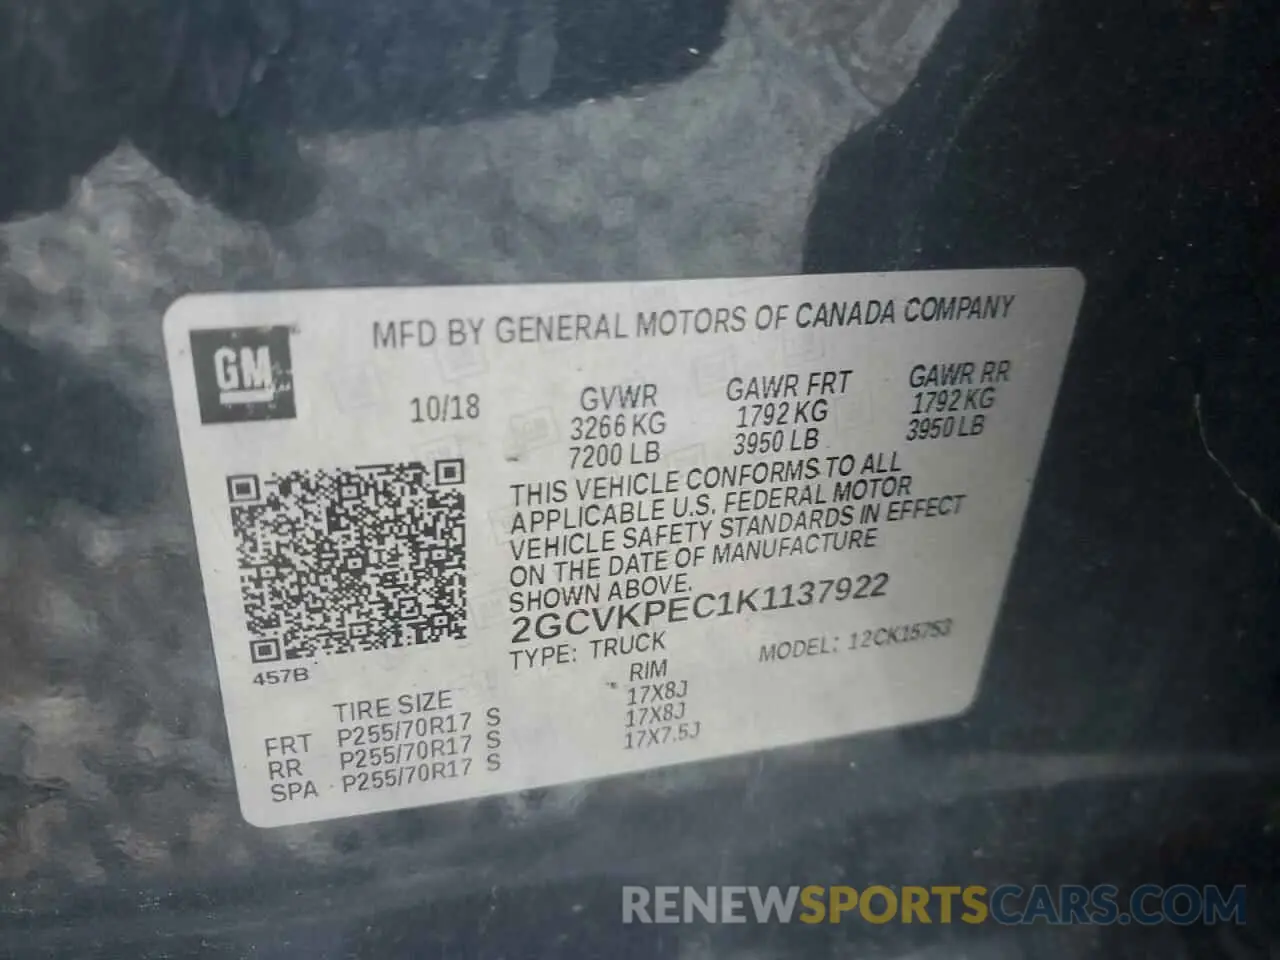 GM
MFD BY GENERAL MOTORS OF CANADA COMPANY
10/18
GVWR GAWR FRT GAWR RR
3266 KG 1792 KG 1792 KG
7200 LB 3950 LB 3950 LB
THIS VEHICLE CONFORMS TO ALL
APPLICABLE U.S. FEDERAL MOTOR
VEHICLE SAFETY STANDARDS IN EFFECT
ON THE DATE OF MANUFACTURE
SHOWN ABOVE.
2GCVKPEC1K1137922
TYPE: TRUCK MODEL: 12CK15753
457B
TIRE SIZE RIM
FRT P255/70R17 S 17X8J
RR P255/70R17 S 17X8J
SPA P255/70R17 S 17X7.5J
RENEWSPORTSCARS.COM